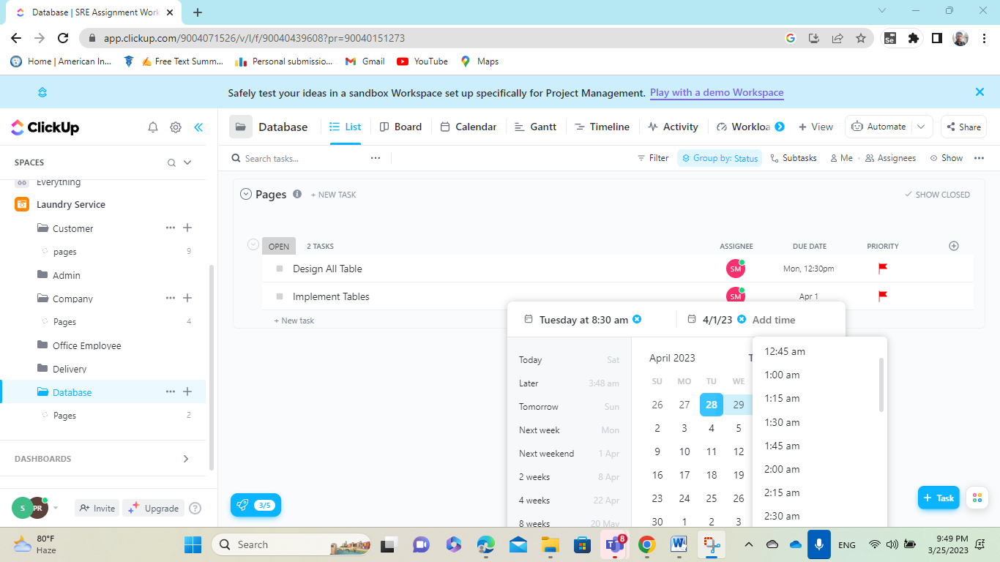 Database | SRE Assignment Work
app.clickup.com/9004071526/v/l/f/90040439608?pr=90040151273
Se
Home | American In...
Free Text Summ...
Personal submissio...
Gmail
YouTube
Maps
Safely test your ideas in a sandbox Workspace set up specifically for Project Management. Play with a demo Workspace
ClickUp
Database
List
Board
Calendar
Gantt
Timeline
Activity
Workloa
+ View
Automate
Share
SPACES
Search tasks...
Filter
Group by: Status
Subtasks
Me
Assignees
Show
Everything
Laundry Service
Customer
pages 9
Admin
Company
Pages 4
Office Employee
Delivery
Database
Pages 2
DASHBOARDS
S PR
Invite
Upgrade
?
Pages
+ NEW TASK
SHOW CLOSED
OPEN 2 TASKS ASSIGNEE DUE DATE PRIORITY
Design All Table SM Mon, 12:30pm
Implement Tables SM Apr 1
+ New task
Tuesday at 8:30 am 4/1/23 Add time
Today Sat
Later 3:48 am
Tomorrow Sun
Next week Mon
Next weekend 1 Apr
2 weeks 8 Apr
4 weeks 22 Apr
8 weeks 20 May
April 2023 T
SU MO TU WE
26 27 28 29
2 3 4 5
9 10 11 12
16 17 18 19
23 24 25 26
30 1 2 3
12:45 am
1:00 am
1:15 am
1:30 am
1:45 am
2:00 am
2:15 am
2:30 am
3/5
+ Task
80°F
Haze
Search
8
W
ENG
9:49 PM
3/25/2023